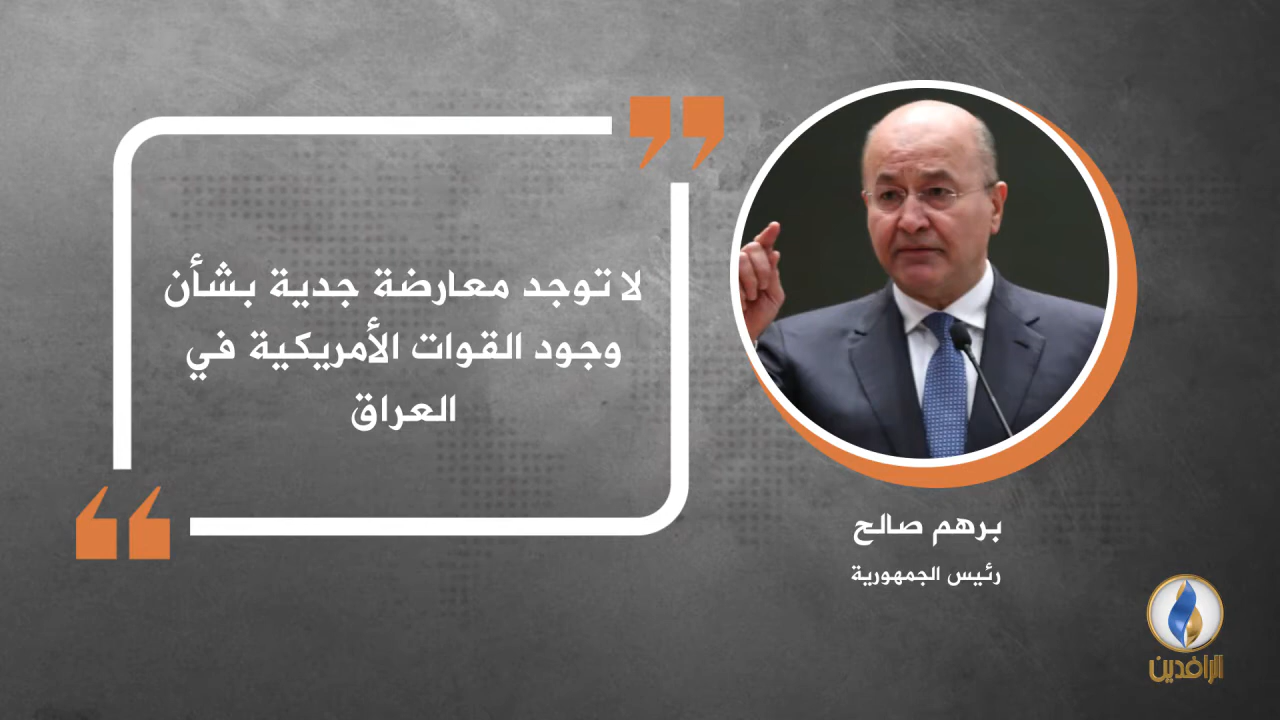 لا توجد معارضة جدية بشأن
وجود القوات الأمريكية في
العراق
برهم صالح
رئيس الجمهورية
الرافدين